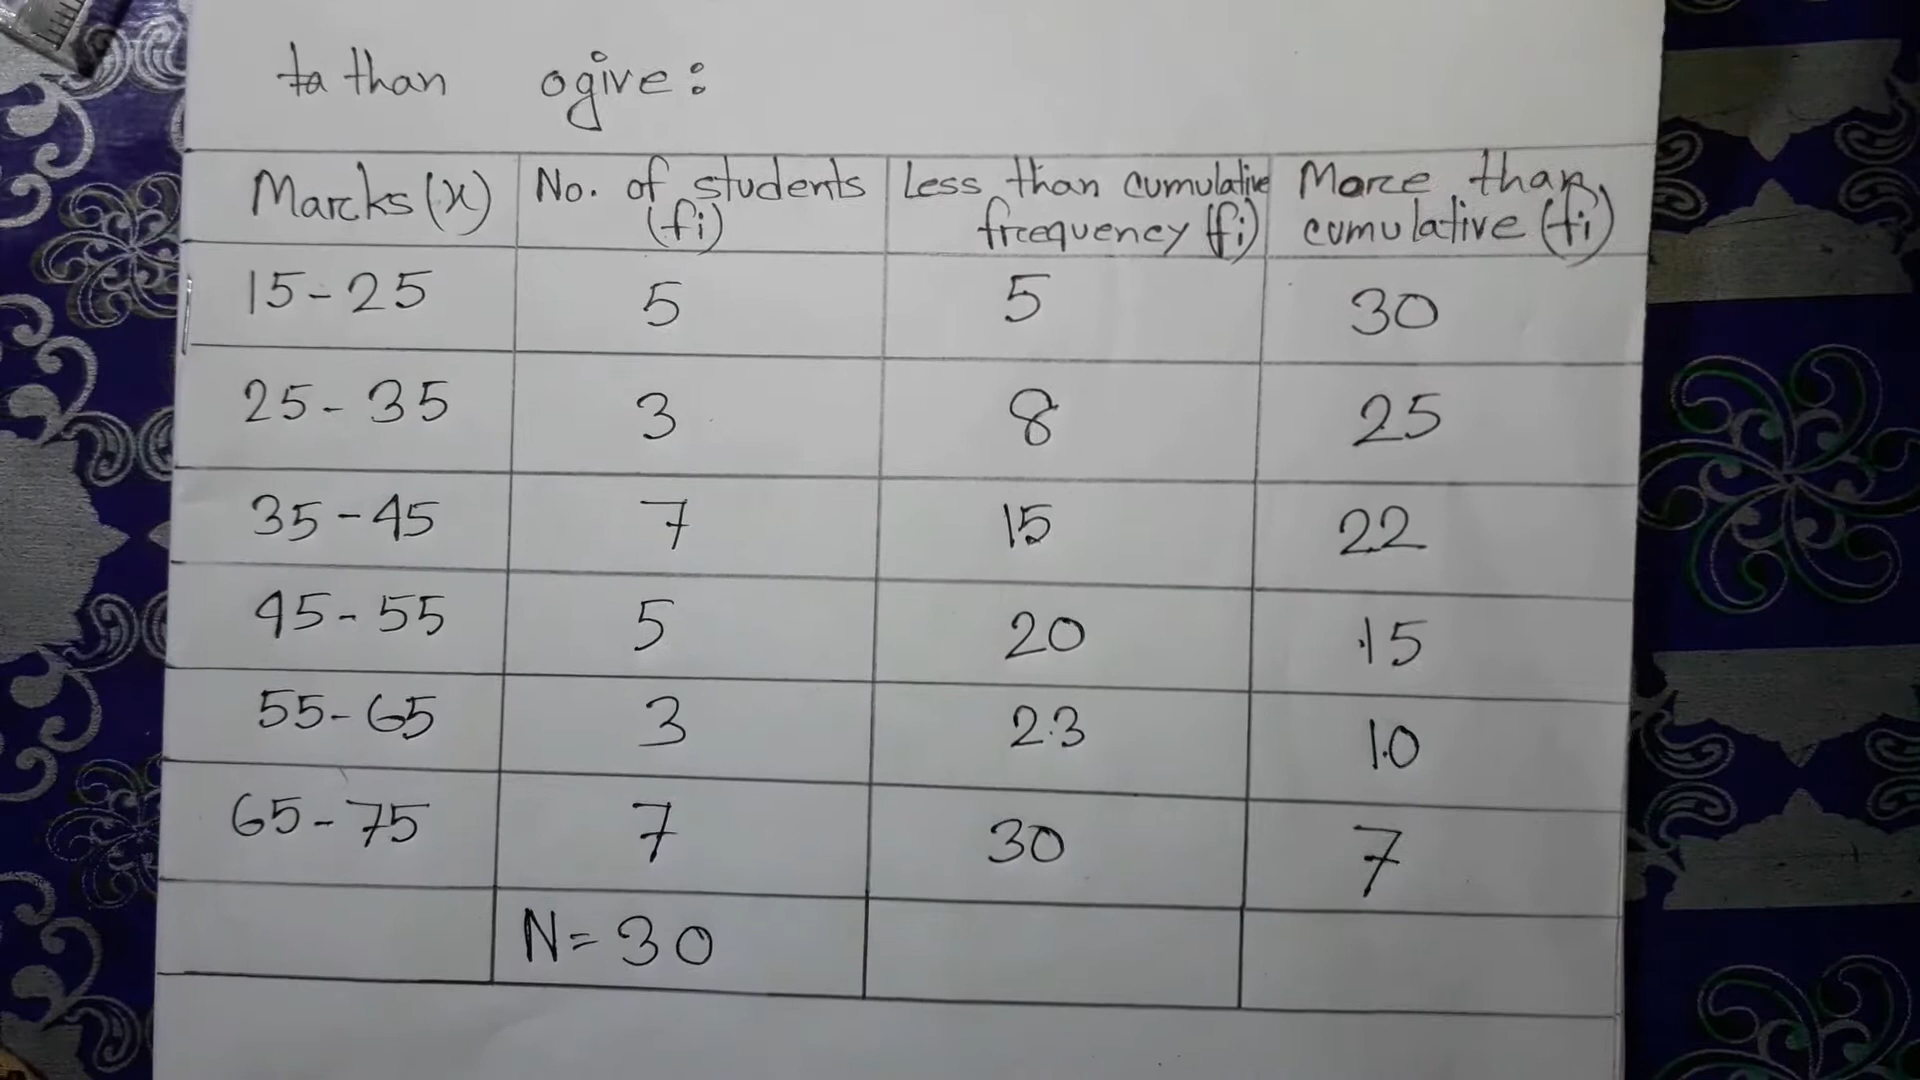 ta than ogive:
Marks (x) No. of students (fi) Less than cumulative frequency (fi) More than cumulative (fi)
15-25 5 5 30
25-35 3 8 25
35-45 7 15 22
45-55 5 20 15
55-65 3 23 10
65-75 7 30 7
N=30